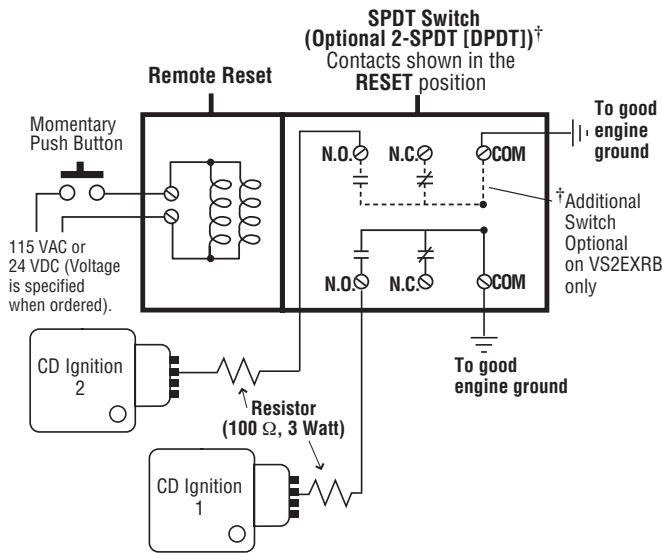 SPDT Switch
(Optional 2-SPDT [DPDT])†
Contacts shown in the
RESET position
Remote Reset
To good
engine
ground
Momentary
Push Button
N.O.
N.C.
COM
†Additional
Switch
Optional
on VS2EXRB
only
115 VAC or
24 VDC (Voltage
is specified
when ordered).
N.O.
N.C.
COM
To good
engine ground
CD Ignition
2
Resistor
(100 Ω, 3 Watt)
CD Ignition
1